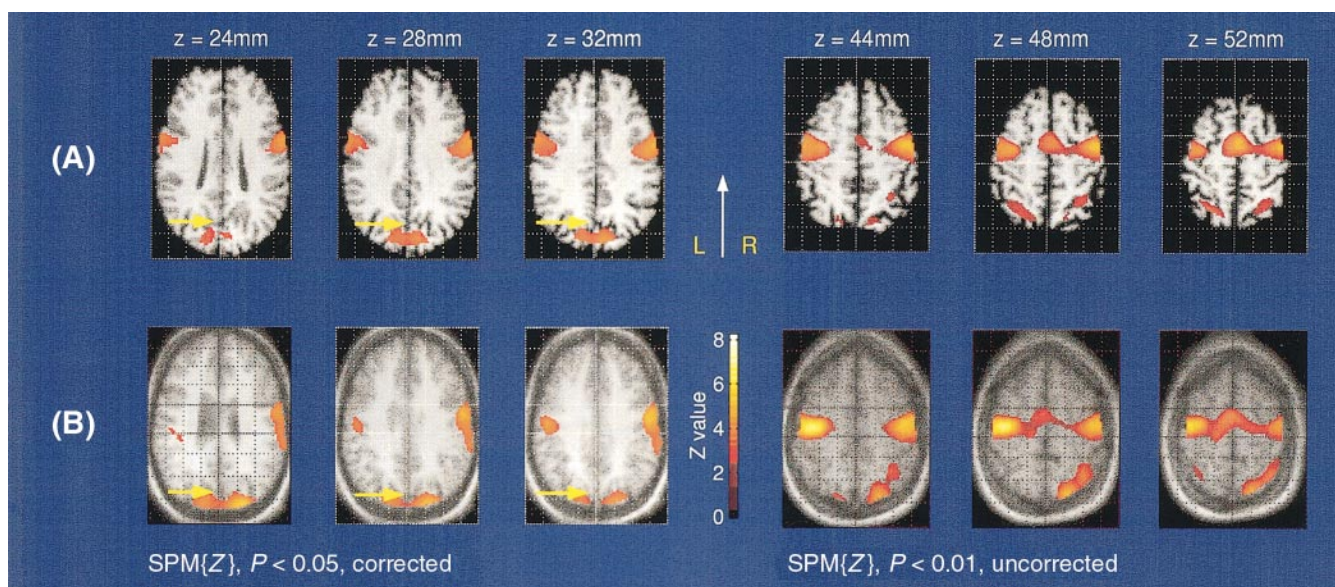 z = 24mm z = 28mm z = 32mm z = 44mm z = 48mm z = 52mm
(A)
L R
(B)
Z value
8
6
4
2
0
SPM{Z}, P < 0.05, corrected SPM{Z}, P < 0.01, uncorrected